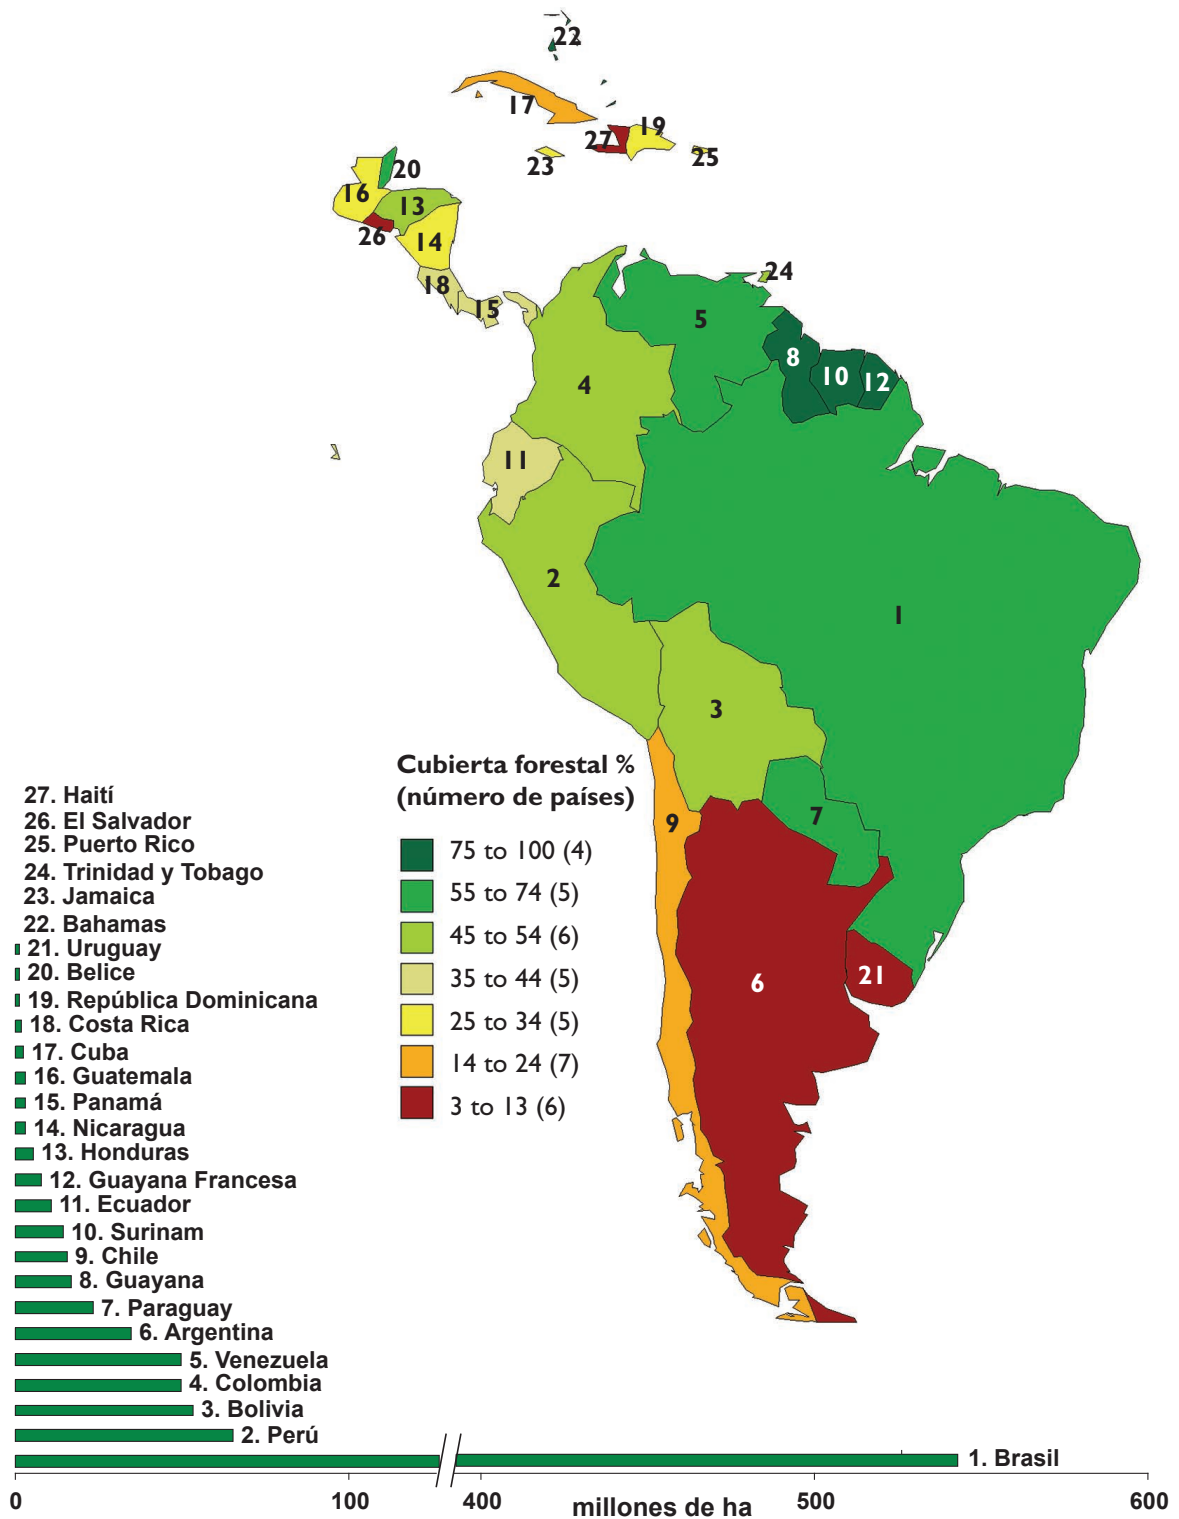 22
17
19
27
23
25
20
16
13
26
14
18
15
24
5
8
10
12
4
11
2
1
3
Cubierta forestal %
(número de países)
75 to 100 (4)
55 to 74 (5)
45 to 54 (6)
35 to 44 (5)
25 to 34 (5)
14 to 24 (7)
3 to 13 (6)
7
9
6
21
27. Haití
26. El Salvador
25. Puerto Rico
24. Trinidad y Tobago
23. Jamaica
22. Bahamas
21. Uruguay
20. Belice
19. República Dominicana
18. Costa Rica
17. Cuba
16. Guatemala
15. Panamá
14. Nicaragua
13. Honduras
12. Guayana Francesa
11. Ecuador
10. Surinam
9. Chile
8. Guayana
7. Paraguay
6. Argentina
5. Venezuela
4. Colombia
3. Bolivia
2. Perú
1. Brasil
0 100 400 500 600
millones de ha